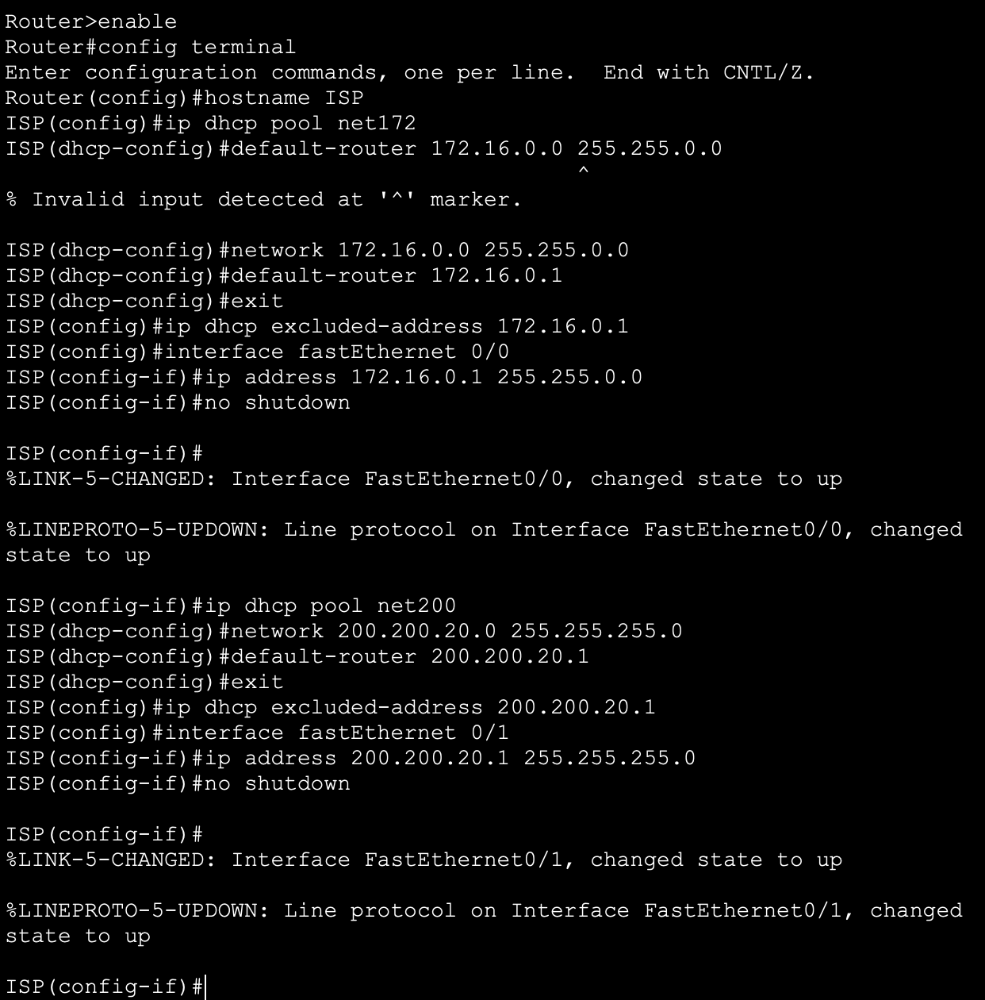 Router>enable
Router#config terminal
Enter configuration commands, one per line.  End with CNTL/Z.
Router(config)#hostname ISP
ISP(config)#ip dhcp pool net172
ISP(dhcp-config)#default-router 172.16.0.0 255.255.0.0
^
% Invalid input detected at '^' marker.
ISP(dhcp-config)#network 172.16.0.0 255.255.0.0
ISP(dhcp-config)#default-router 172.16.0.1
ISP(dhcp-config)#exit
ISP(config)#ip dhcp excluded-address 172.16.0.1
ISP(config)#interface fastEthernet 0/0
ISP(config-if)#ip address 172.16.0.1 255.255.0.0
ISP(config-if)#no shutdown
ISP(config-if)#
%LINK-5-CHANGED: Interface FastEthernet0/0, changed state to up
%LINEPROTO-5-UPDOWN: Line protocol on Interface FastEthernet0/0, changed
state to up
ISP(config-if)#ip dhcp pool net200
ISP(dhcp-config)#network 200.200.20.0 255.255.255.0
ISP(dhcp-config)#default-router 200.200.20.1
ISP(dhcp-config)#exit
ISP(config)#ip dhcp excluded-address 200.200.20.1
ISP(config)#interface fastEthernet 0/1
ISP(config-if)#ip address 200.200.20.1 255.255.255.0
ISP(config-if)#no shutdown
ISP(config-if)#
%LINK-5-CHANGED: Interface FastEthernet0/1, changed state to up
%LINEPROTO-5-UPDOWN: Line protocol on Interface FastEthernet0/1, changed
state to up
ISP(config-if)#